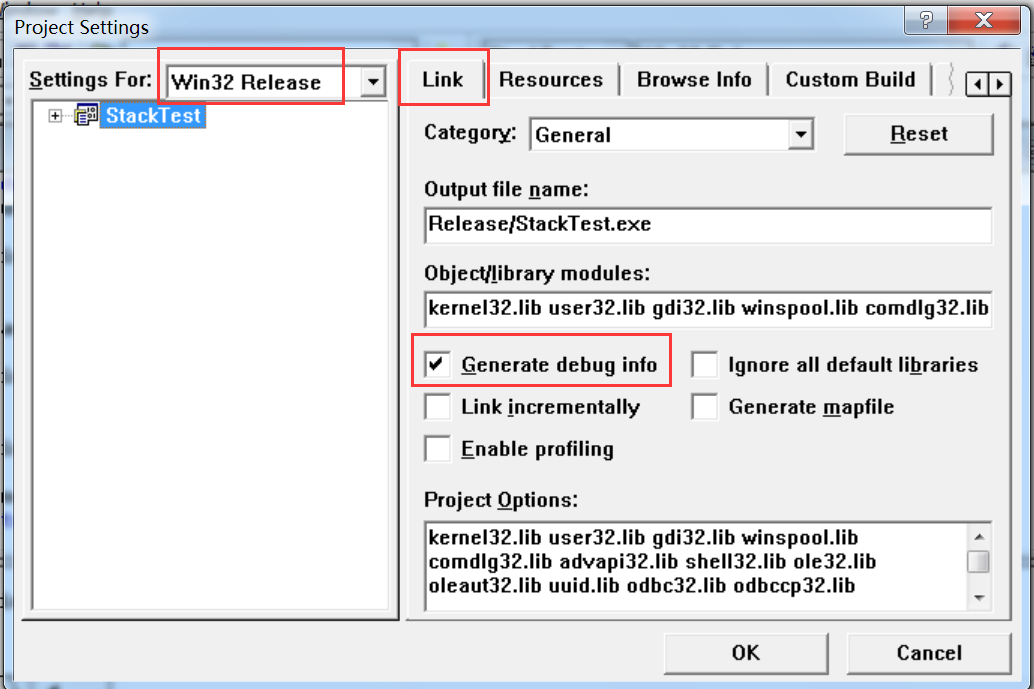 Project Settings
Settings For: Win32 Release
StackTest
Link Resources Browse Info Custom Build
Category: General Reset
Output file name:
Release/StackTest.exe
Object/library modules:
kernel32.lib user32.lib gdi32.lib winspool.lib comdlg32.lib
Generate debug info Ignore all default libraries
Link incrementally Generate mapfile
Enable profiling
Project Options:
kernel32.lib user32.lib gdi32.lib winspool.lib
comdlg32.lib advapi32.lib shell32.lib ole32.lib
oleaut32.lib uuid.lib odbc32.lib odbccp32.lib
OK Cancel